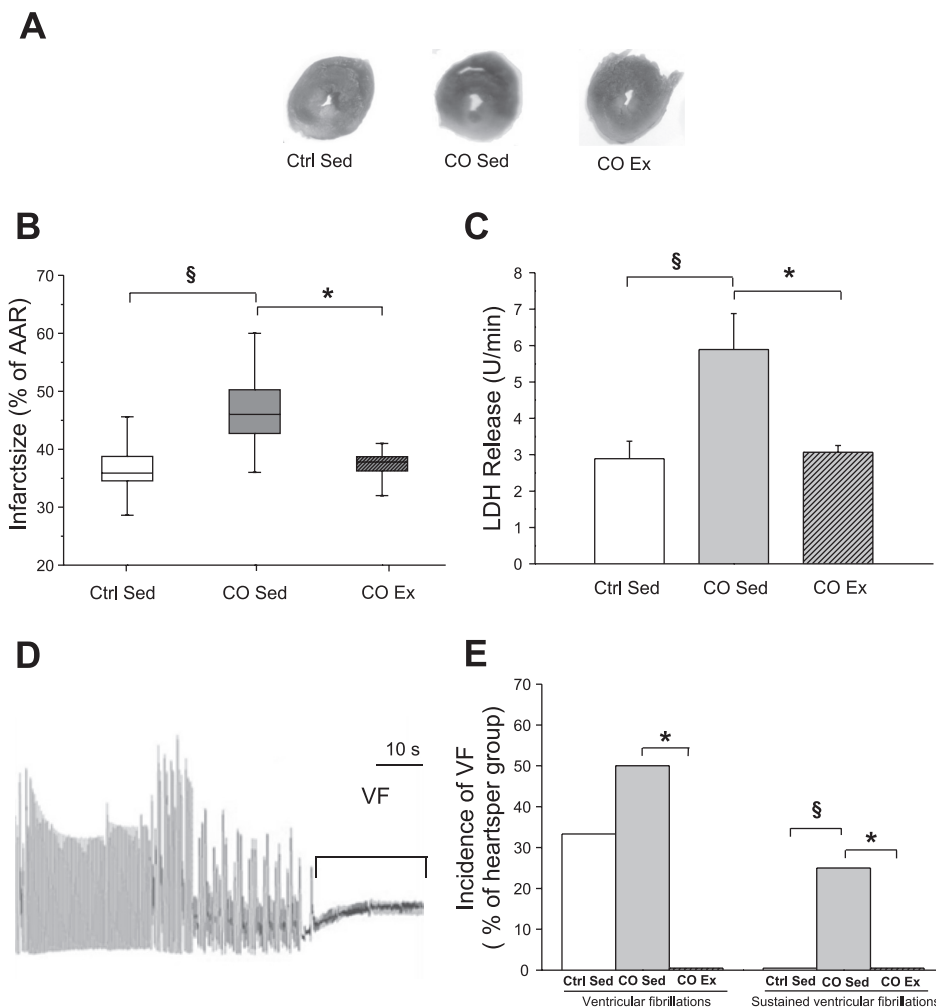 A
Ctrl Sed CO Sed CO Ex
B
Infarctsize (% of AAR)
70
60
50
40
30
20
§
*
Ctrl Sed CO Sed CO Ex
C
LDH Release (U/min)
8
7
6
5
4
3
2
1
0
§
*
Ctrl Sed CO Sed CO Ex
D
10 s
VF
E
Incidence of VF
( % of heartsper group)
70
60
50
40
30
20
10
0
*
§
*
Ctrl Sed CO Sed CO Ex Ctrl Sed CO Sed CO Ex
Ventricular fibrillations Sustained ventricular fibrillations